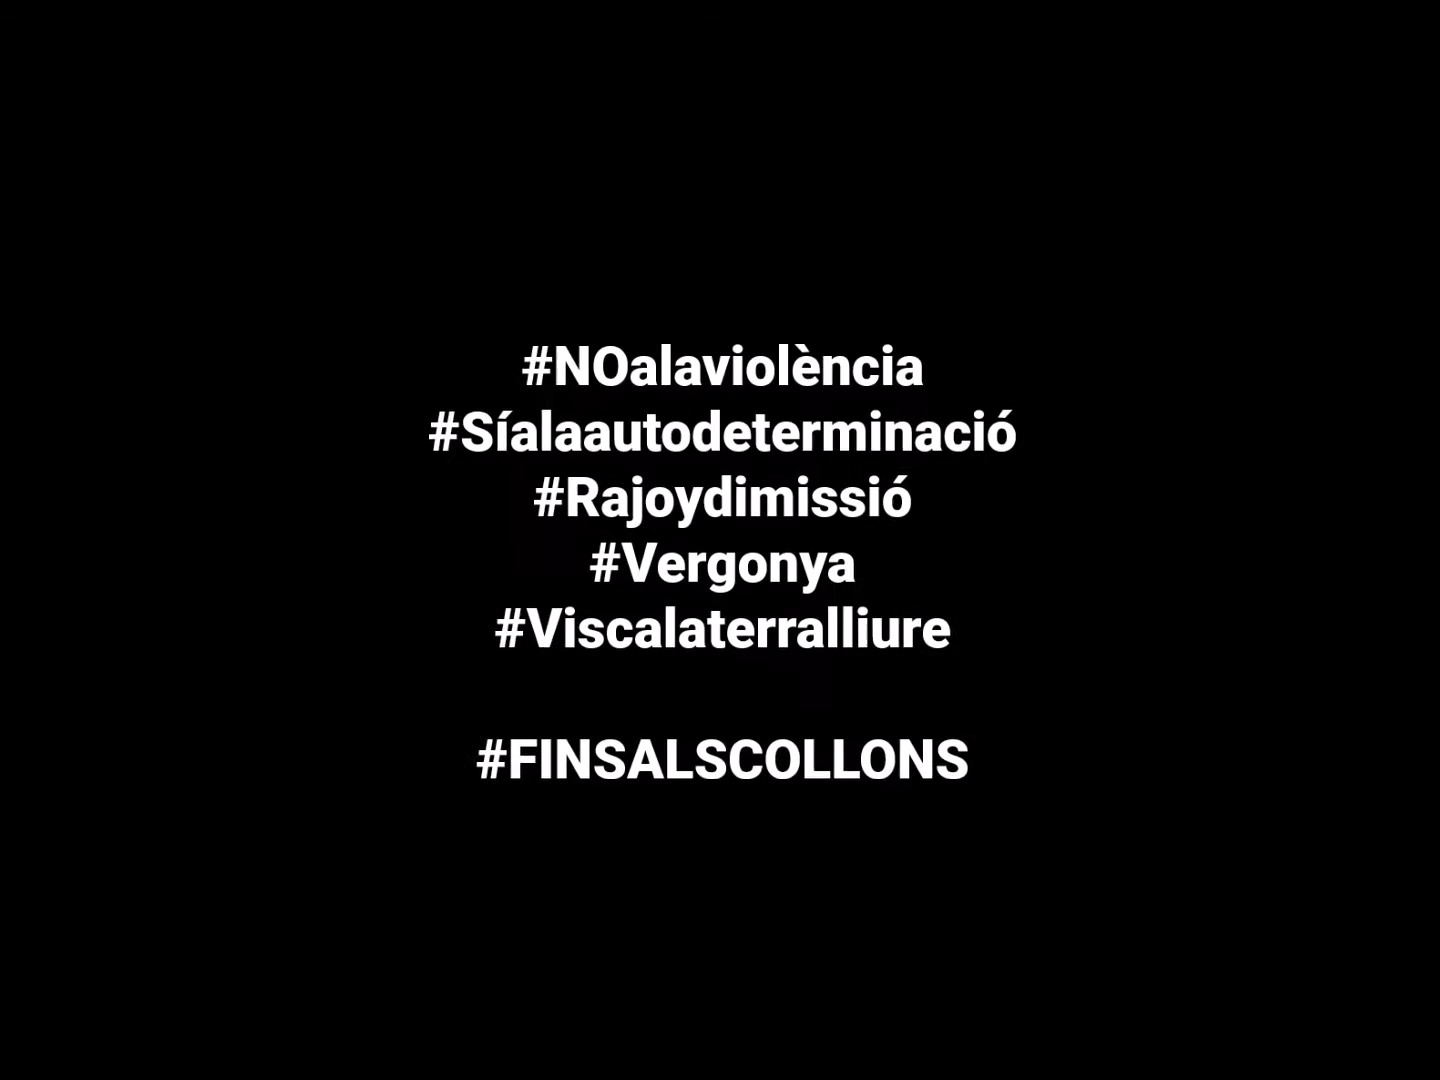 #NOalaviolència
#Síalaautodeterminació
#Rajoydimissió
#Vergonya
#Viscalaterralliure
#FINSALSCOLLONS